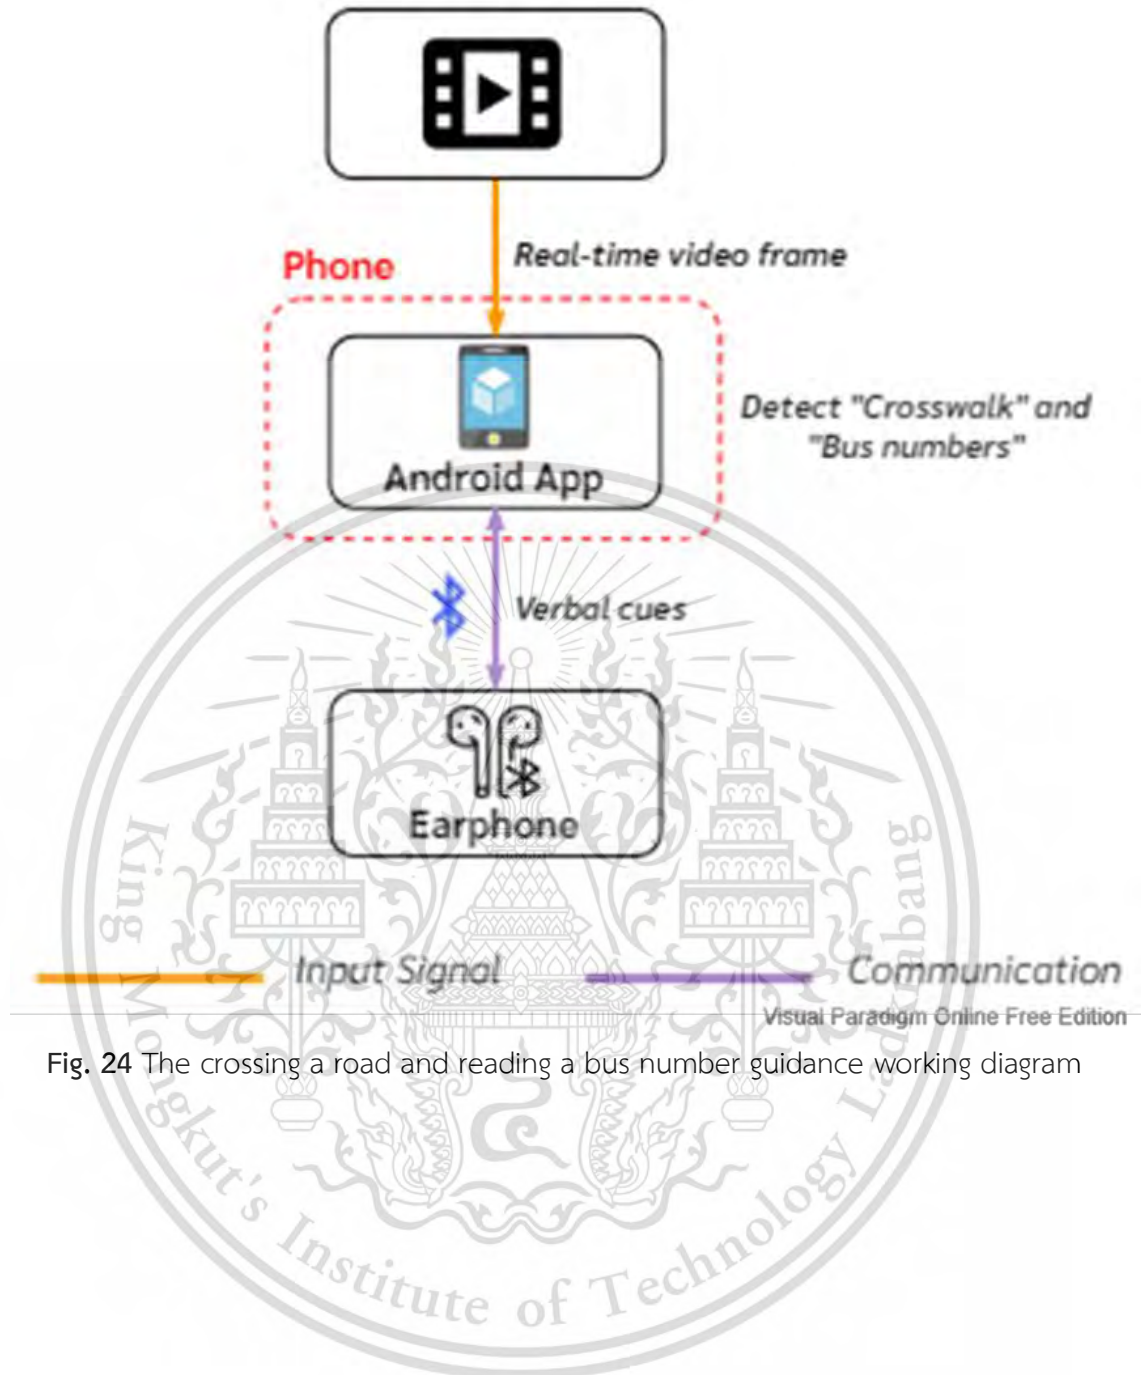 Phone
Real-time video frame
Detect "Crosswalk" and
"Bus numbers"
Android App
Verbal cues
Earphone
Input Signal
Communication
Visual Paradigm Online Free Edition
Fig. 24 The crossing a road and reading a bus number guidance working diagram
King Mongkut's Institute of Technology Ladkrabang